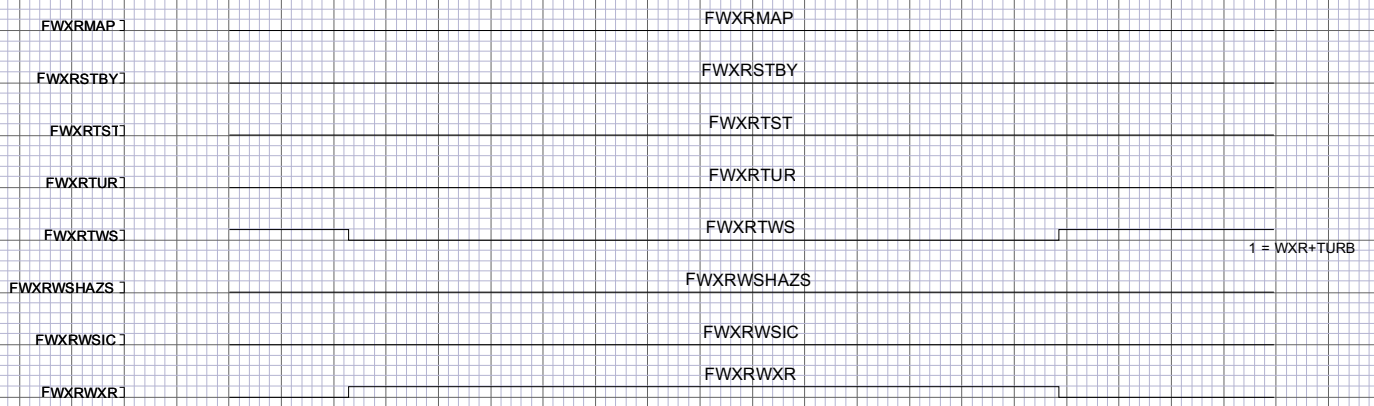 FWXRMAP FWXRMAP
FWXRSTBY FWXRSTBY
FWXRTST FWXRTST
FWXRTUR FWXRTUR
FWXRTWS FWXRTWS
1 = WXR+TURB
FWXRWSHAZS FWXRWSHAZS
FWXRWSIC FWXRWSIC
FWXRWXR FWXRWXR